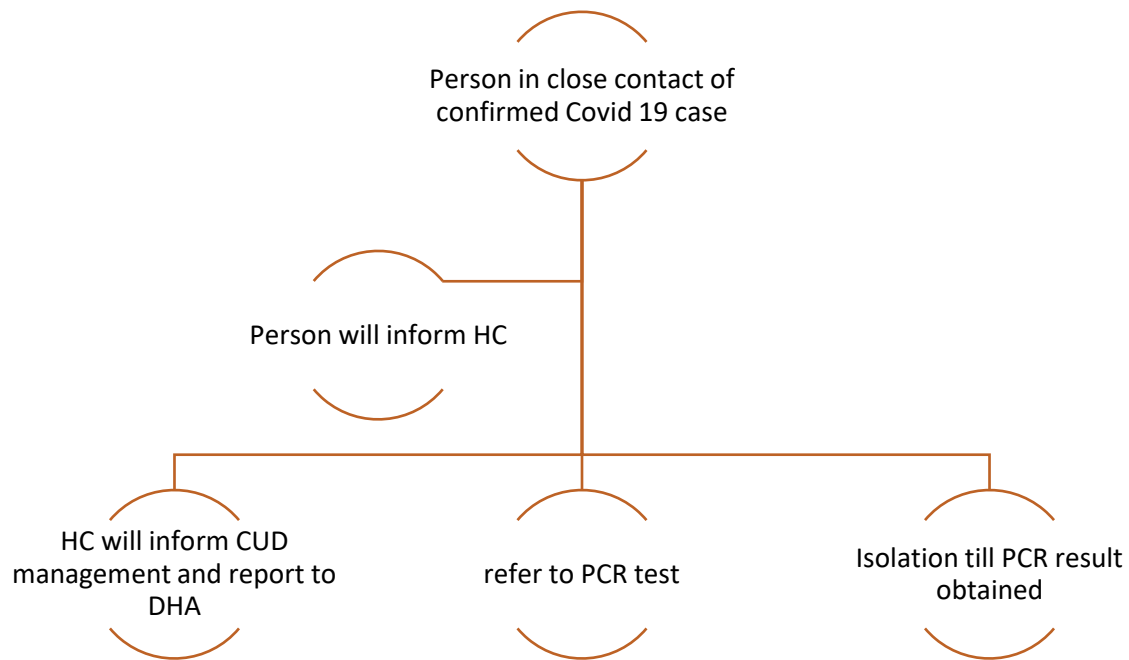 Person in close contact of
confirmed Covid 19 case
Person will inform HC
HC will inform CUD
management and report to
DHA
refer to PCR test
Isolation till PCR result
obtained